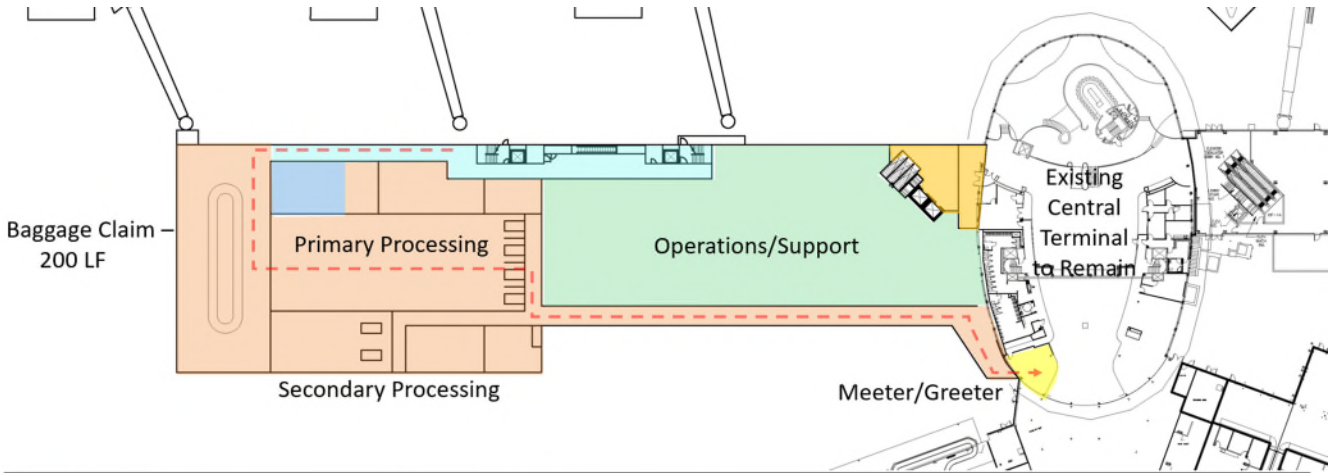 Baggage Claim
200 LF
Primary Processing
Operations/Support
Existing
Central
Terminal
to Remain
Secondary Processing
Meeter/Greeter